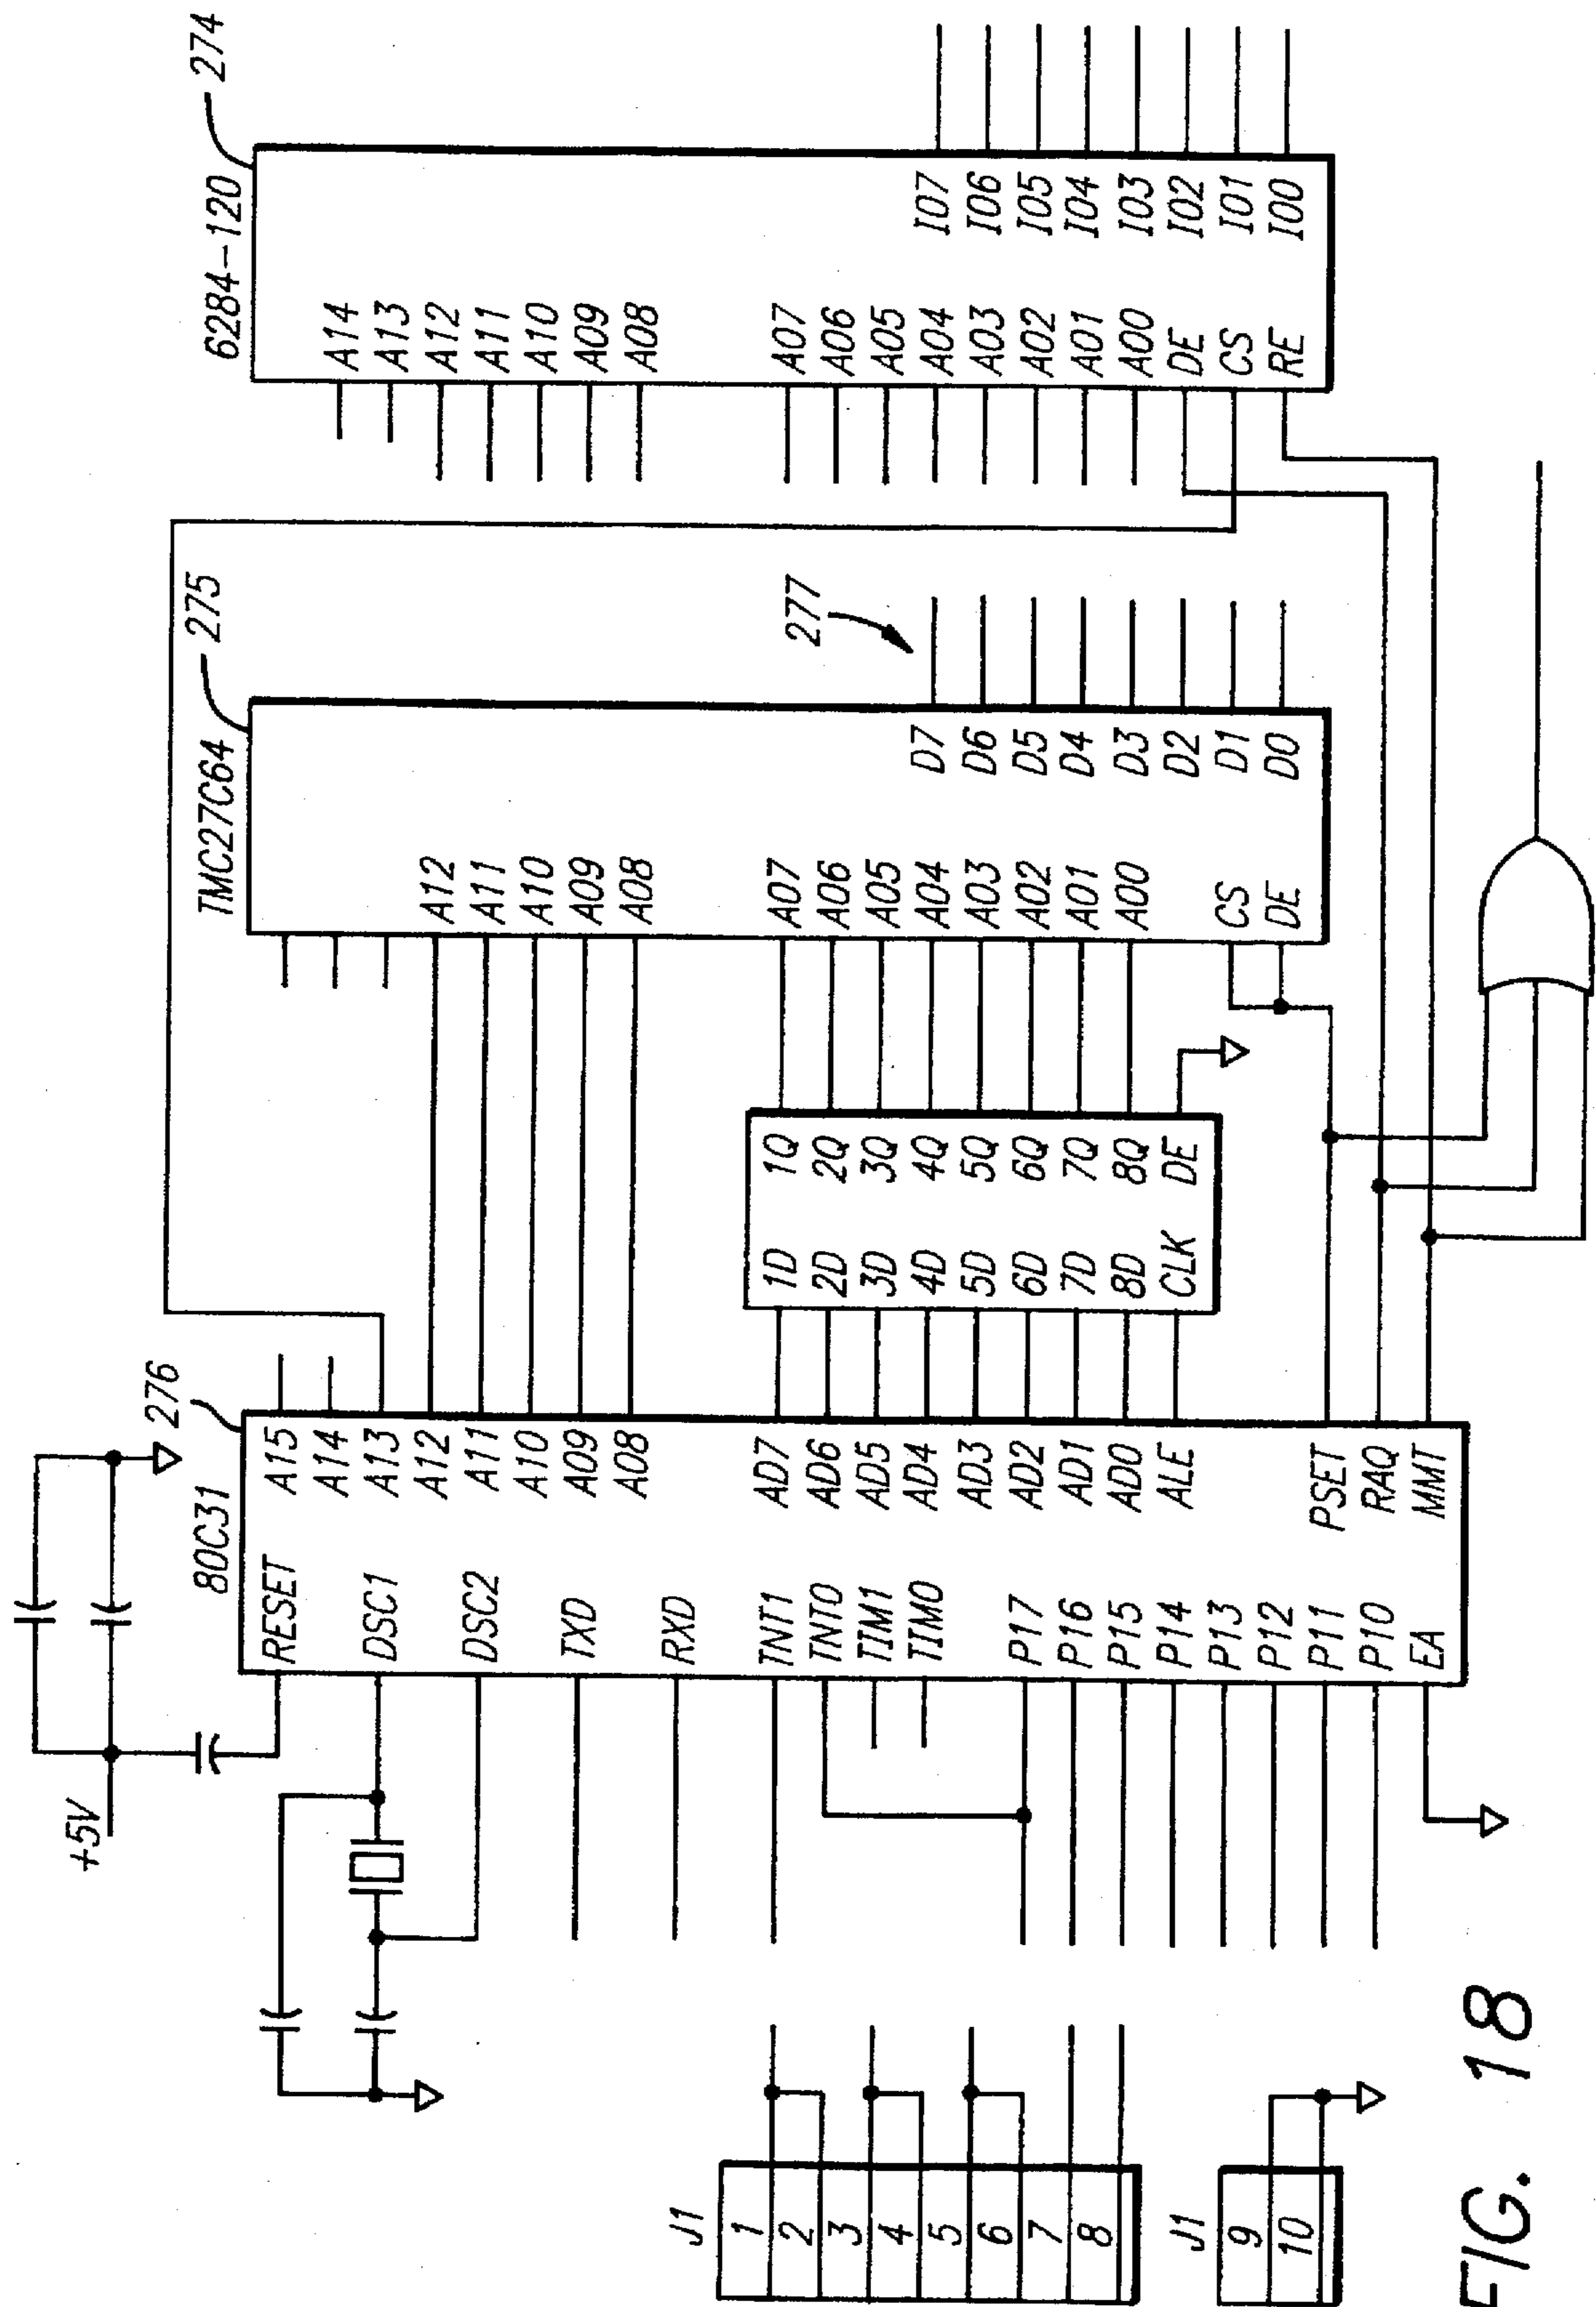 +5V
80C31
276
RESET
DSC1
DSC2
TXD
RXD
TNT1
TNT0
TIM1
TIM0
P17
P16
P15
P14
P13
P12
P11
P10
EA
A15
A14
A13
A12
A11
A10
A09
A08
AD7
AD6
AD5
AD4
AD3
AD2
AD1
AD0
ALE
PSET
RAQ
MMT
1D
2D
3D
4D
5D
6D
7D
8D
CLK
1Q
2Q
3Q
4Q
5Q
6Q
7Q
8Q
DE
TMC27C64
275
A12
A11
A10
A09
A08
A07
A06
A05
A04
A03
A02
A01
A00
CS
DE
D7
D6
D5
D4
D3
D2
D1
D0
277
6284-120
274
A14
A13
A12
A11
A10
A09
A08
A07
A06
A05
A04
A03
A02
A01
A00
DE
CS
RE
I07
I06
I05
I04
I03
I02
I01
I00
J1
1
2
3
4
5
6
7
8
J1
9
10
FIG. 18